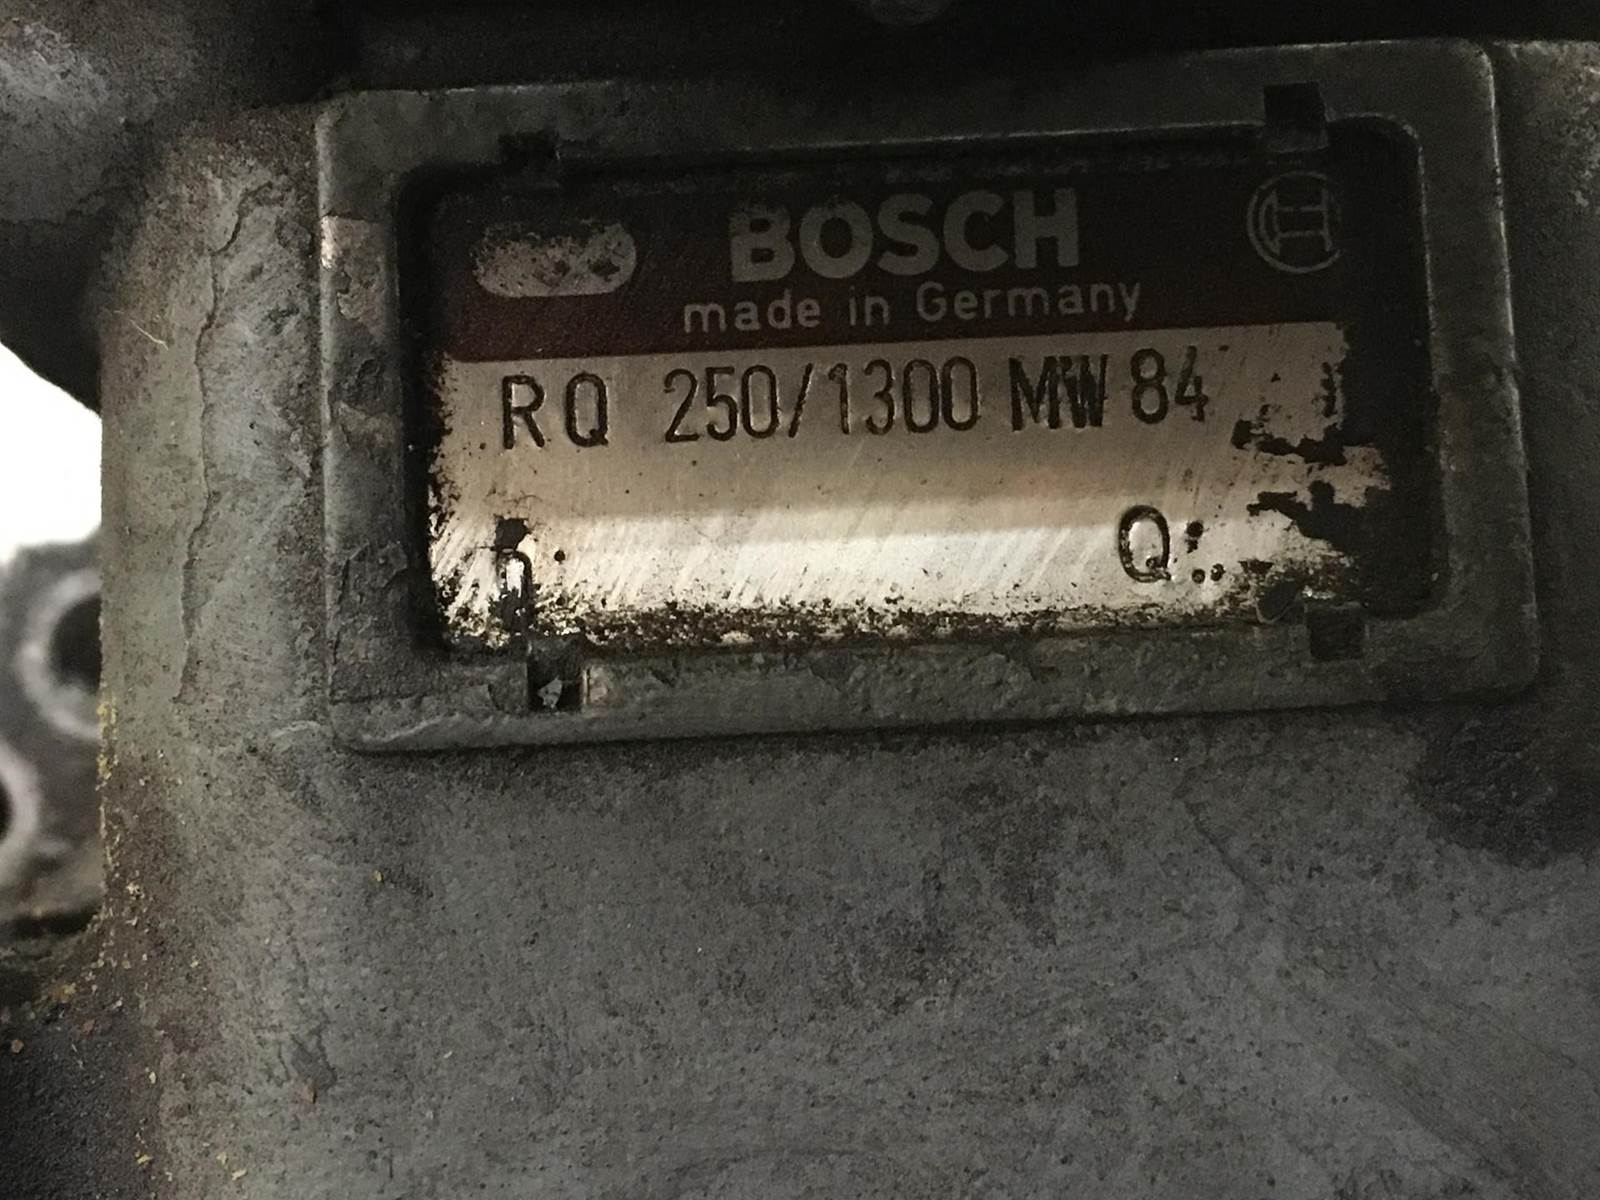 BOSCH
made in Germany
RQ 250/1300 MW 84
Q: